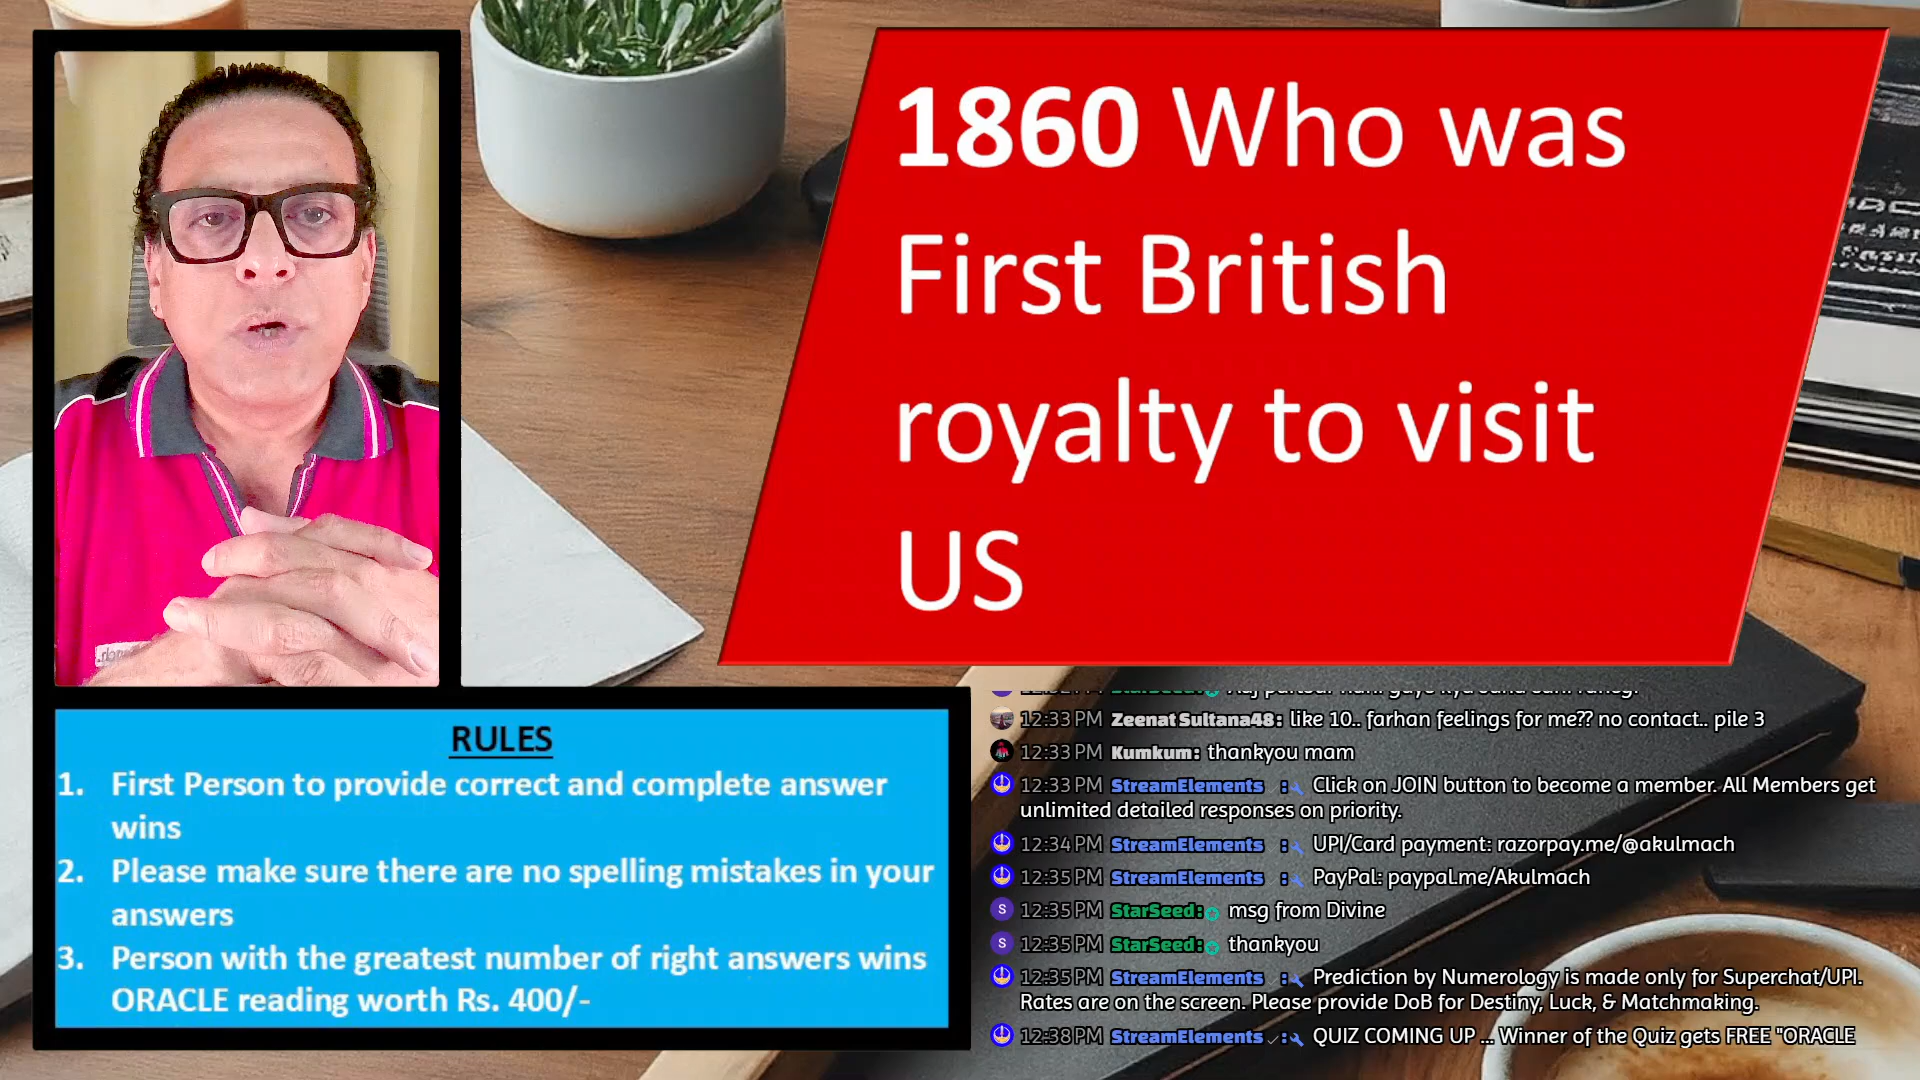 1860 Who was
First British
royalty to visit
US
RULES
1. First Person to provide correct and complete answer
wins
2. Please make sure there are no spelling mistakes in your
answers
3. Person with the greatest number of right answers wins
ORACLE reading worth Rs. 400/-
12:33 PM Zeenat Sultana48: like 10.. farhan feelings for me?? no contact.. pile 3
12:33 PM Kumkum: thankyou mam
12:33 PM StreamElements : Click on JOIN button to become a member. All Members get
unlimited detailed responses on priority.
12:34 PM StreamElements : UPI/Card payment: razorpay.me/@akulmach
12:35 PM StreamElements : PayPal: paypal.me/Akulmach
S 12:35 PM StarSeed: msg from Divine
S 12:35 PM StarSeed: thankyou
12:35 PM StreamElements : Prediction by Numerology is made only for Superchat/UPI.
Rates are on the screen. Please provide DoB for Destiny, Luck, & Matchmaking.
12:38 PM StreamElements : QUIZ COMING UP ... Winner of the Quiz gets FREE "ORACLE